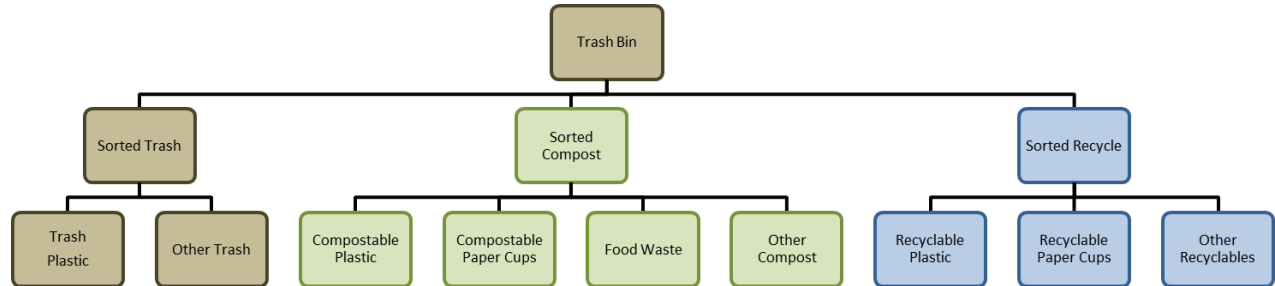 Trash Bin
Sorted Trash
Sorted
Compost
Sorted Recycle
Trash
Plastic
Other Trash
Compostable
Plastic
Compostable
Paper Cups
Food Waste
Other
Compost
Recyclable
Plastic
Recyclable
Paper Cups
Other
Recyclables